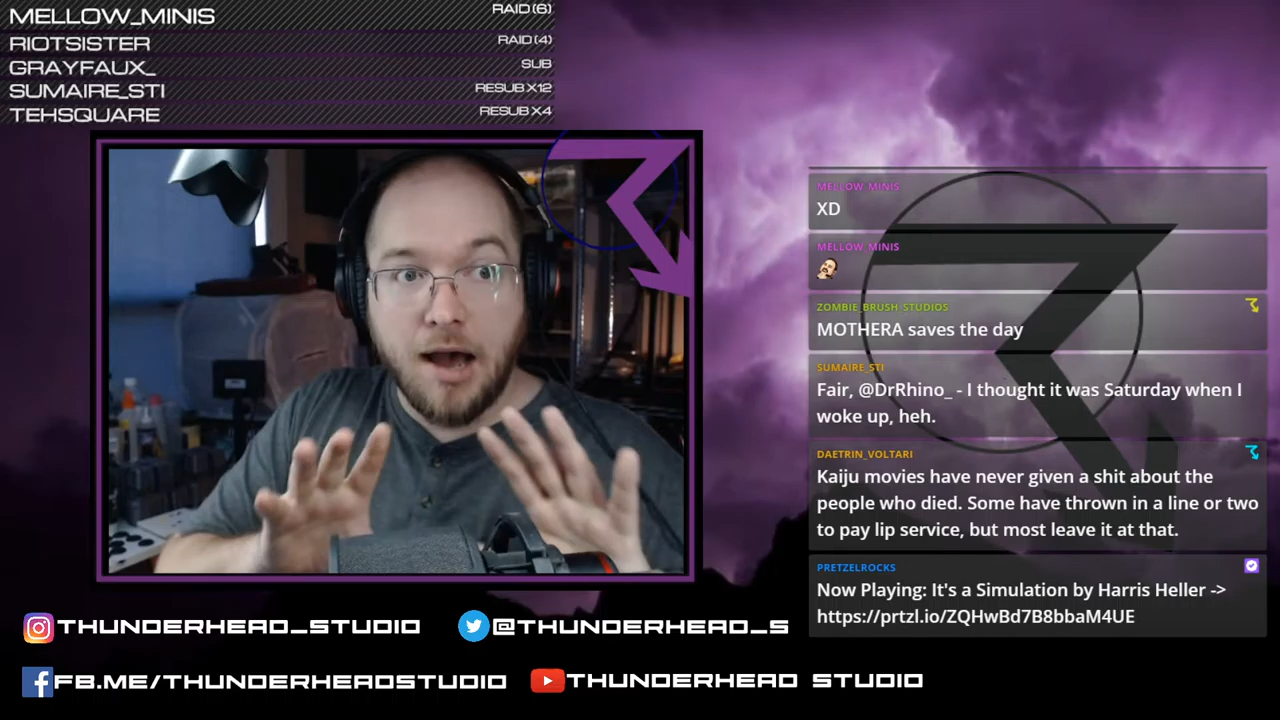 MELLOW_MINIS RAID (6)
RIOTSISTER RAID (4)
GRAYFAUX_ SUB
SUMAIRE_STI RESUB X12
TEHSQUARE RESUB X4
MELLOW_MINIS
XD
MELLOW_MINIS
ZOMBIE_BRUSH_STUDIOS
MOTHERA saves the day
SUMAIRE_STI
Fair, @DrRhino_ - I thought it was Saturday when I
woke up, heh.
DAETRIN_VOLTARI
Kaiju movies have never given a shit about the
people who died. Some have thrown in a line or two
to pay lip service, but most leave it at that.
PRETZELROCKS
Now Playing: It's a Simulation by Harris Heller ->
https://prtzl.io/ZQHwBd7B8bbaM4UE
THUNDERHEAD_STUDIO @THUNDERHEAD_S
FB.ME/THUNDERHEADSTUDIO THUNDERHEAD STUDIO